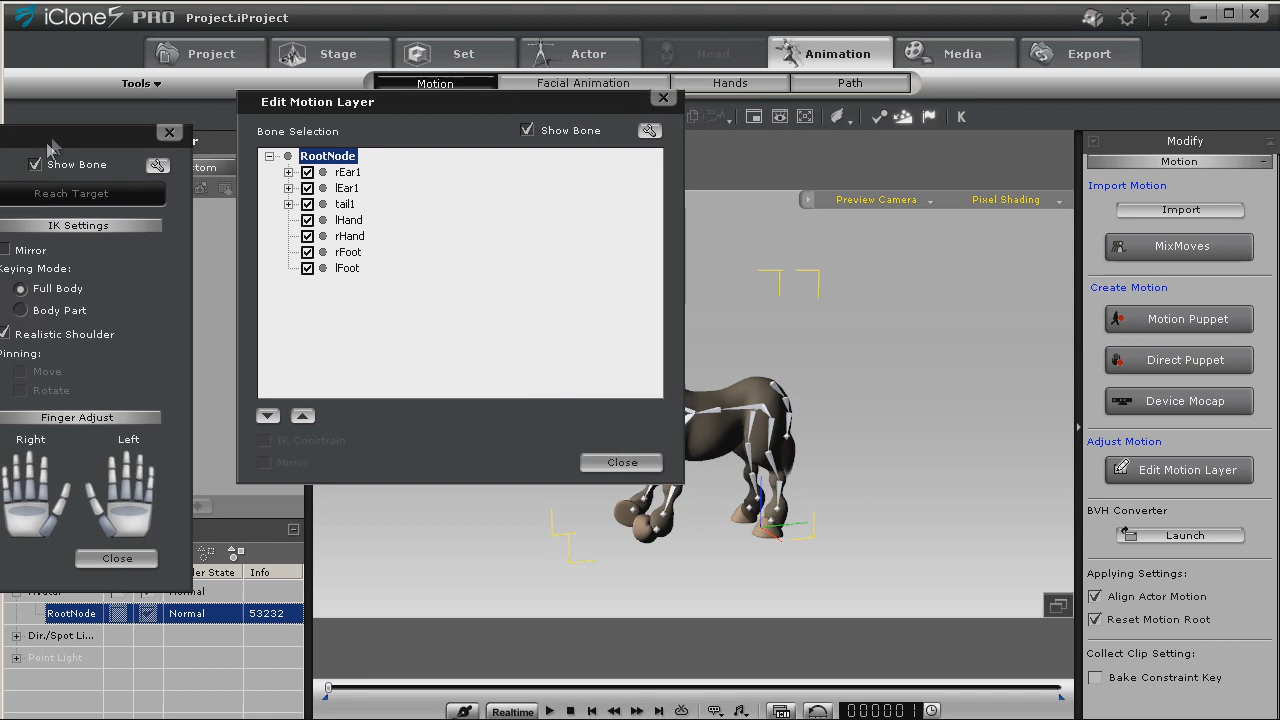 iClone5 PRO Project.iProject
Project Stage Set Actor Head Animation Media Export
Tools Motion Facial Animation Hands Path
Edit Motion Layer
Bone Selection Show Bone
RootNode
rEar1
lEar1
tail1
lHand
rHand
rFoot
lFoot
IK Constrain
Mirror
Close
Show Bone
Reach Target
IK Settings
Mirror
Keying Mode:
Full Body
Body Part
Realistic Shoulder
Pinning:
Move
Rotate
Finger Adjust
Right Left
Close
Info
Normal
RootNode Normal 53232
Dir./Spot Li...
Point Light
Preview Camera Pixel Shading
K
Modify
Motion
Import Motion
Import
MixMoves
Create Motion
Motion Puppet
Direct Puppet
Device Mocap
Adjust Motion
Edit Motion Layer
BVH Converter
Launch
Applying Settings:
Align Actor Motion
Reset Motion Root
Collect Clip Setting:
Bake Constraint Key
Realtime 000001